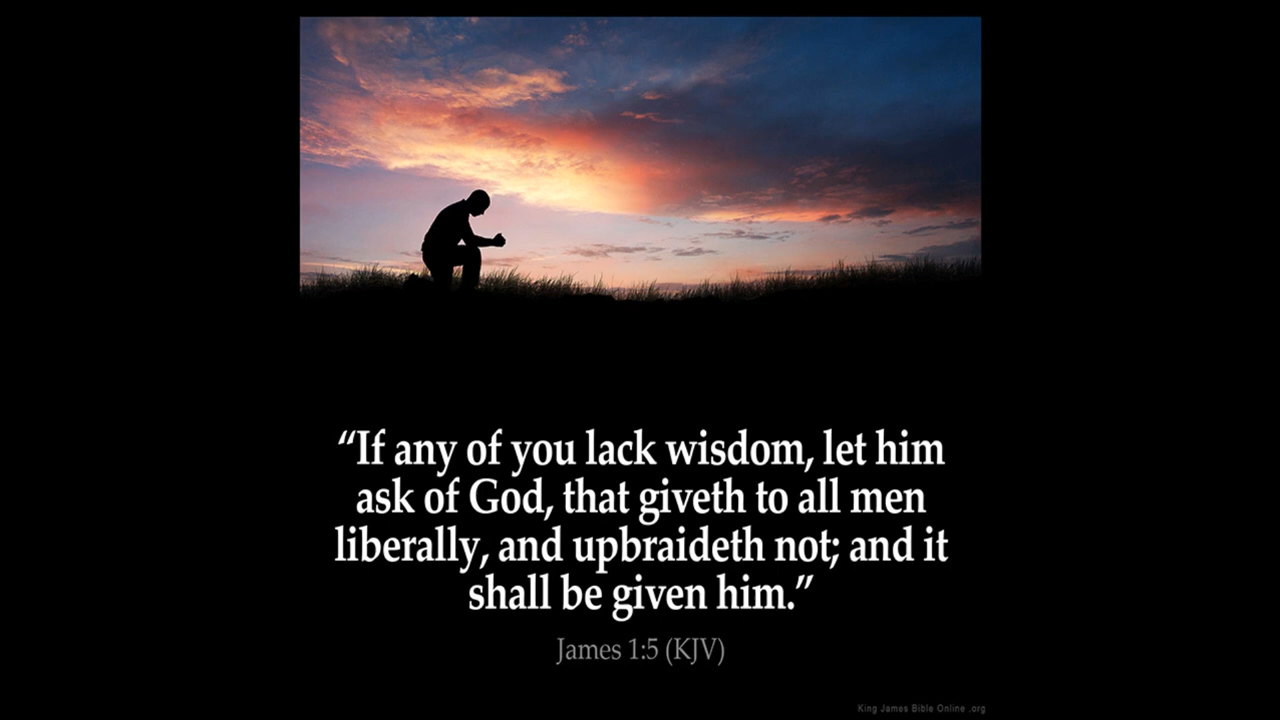 “If any of you lack wisdom, let him
ask of God, that giveth to all men
liberally, and upbraideth not; and it
shall be given him.”
James 1:5 (KJV)
King James Bible Online .org